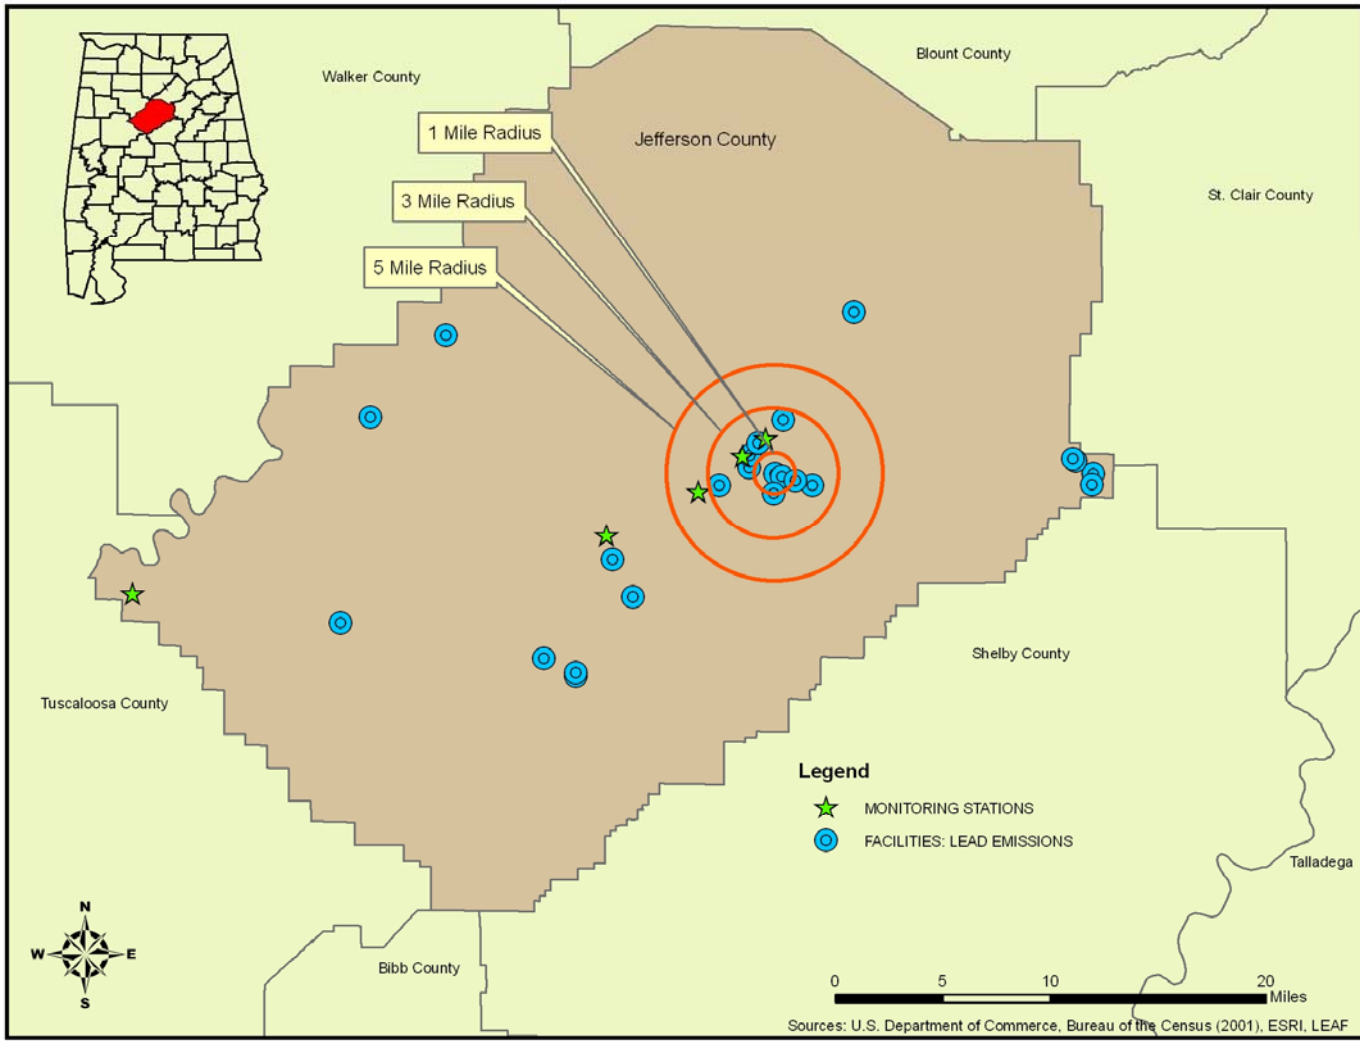 Walker County
Blount County
1 Mile Radius
Jefferson County
3 Mile Radius
St. Clair County
5 Mile Radius
Shelby County
Tuscaloosa County
Legend
MONITORING STATIONS
FACILITIES: LEAD EMISSIONS
Talladega
N
W E
S
Bibb County
0 5 10 20
Miles
Sources: U.S. Department of Commerce, Bureau of the Census (2001), ESRI, LEAF